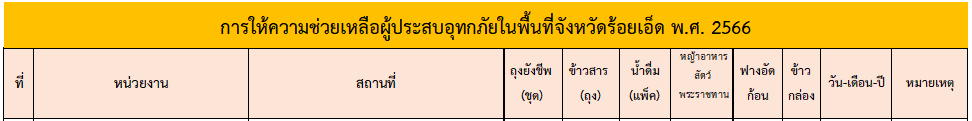 การให้ความช่วยเหลือผู้ประสบอุทกภัยในพื้นที่จังหวัดร้อยเอ็ด พ.ศ. 2566
ที่
หน่วยงาน
สถานที่
ถุงยังชีพ
(ชุด)
ข้าวสาร
(ถุง)
น้ำดื่ม
(แพ็ค)
หญ้าอาหาร
สัตว์
พระราชทาน
ฟางอัด
ก้อน
ข้าว
กล่อง
วัน-เดือน-ปี
หมายเหตุ